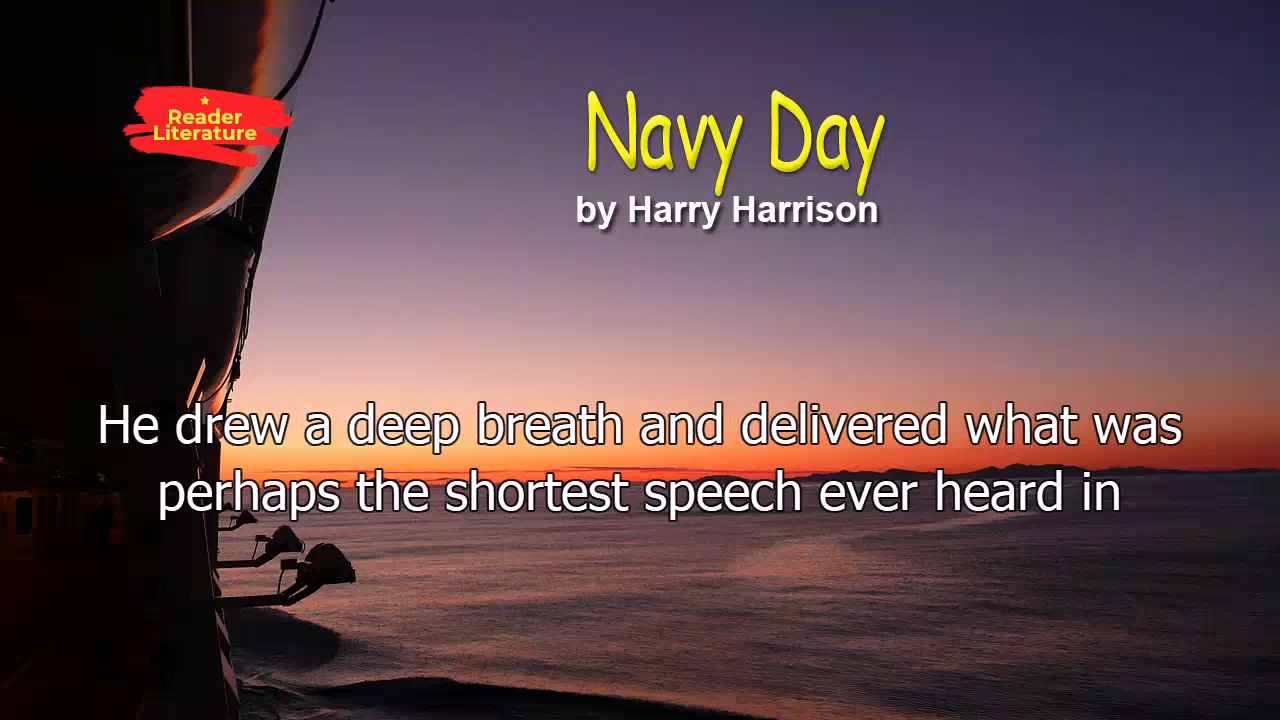 Reader
Literature
Navy Day
by Harry Harrison
He drew a deep breath and delivered what was
perhaps the shortest speech ever heard in